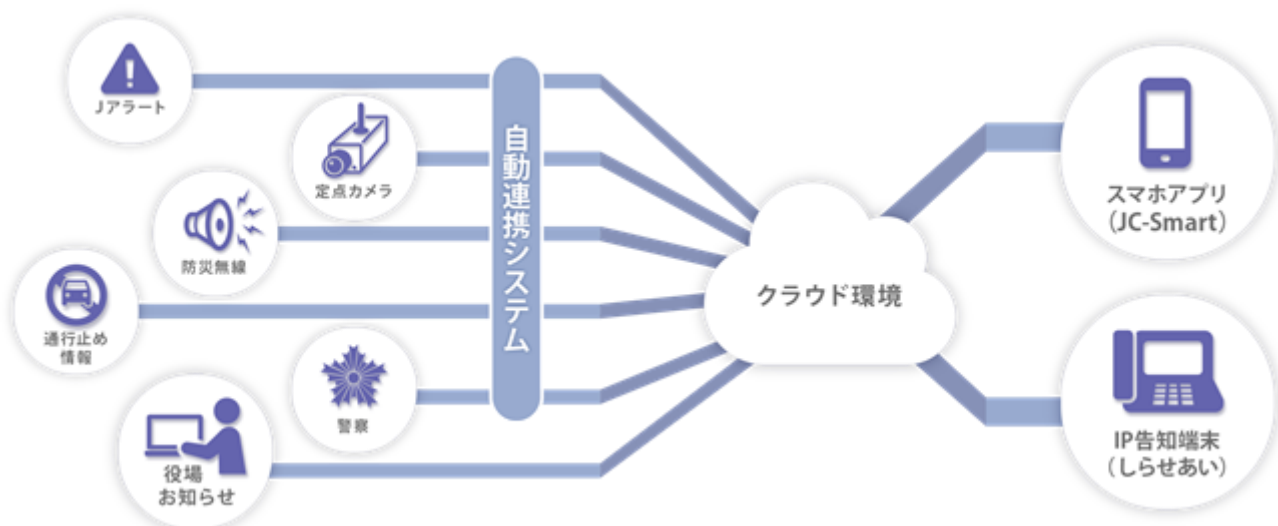 Jアラート
定点カメラ
防災無線
通行止め
情報
警察
役場
お知らせ
自動連携システム
クラウド環境
スマホアプリ
（JC-Smart）
IP告知端末
（しらせあい）